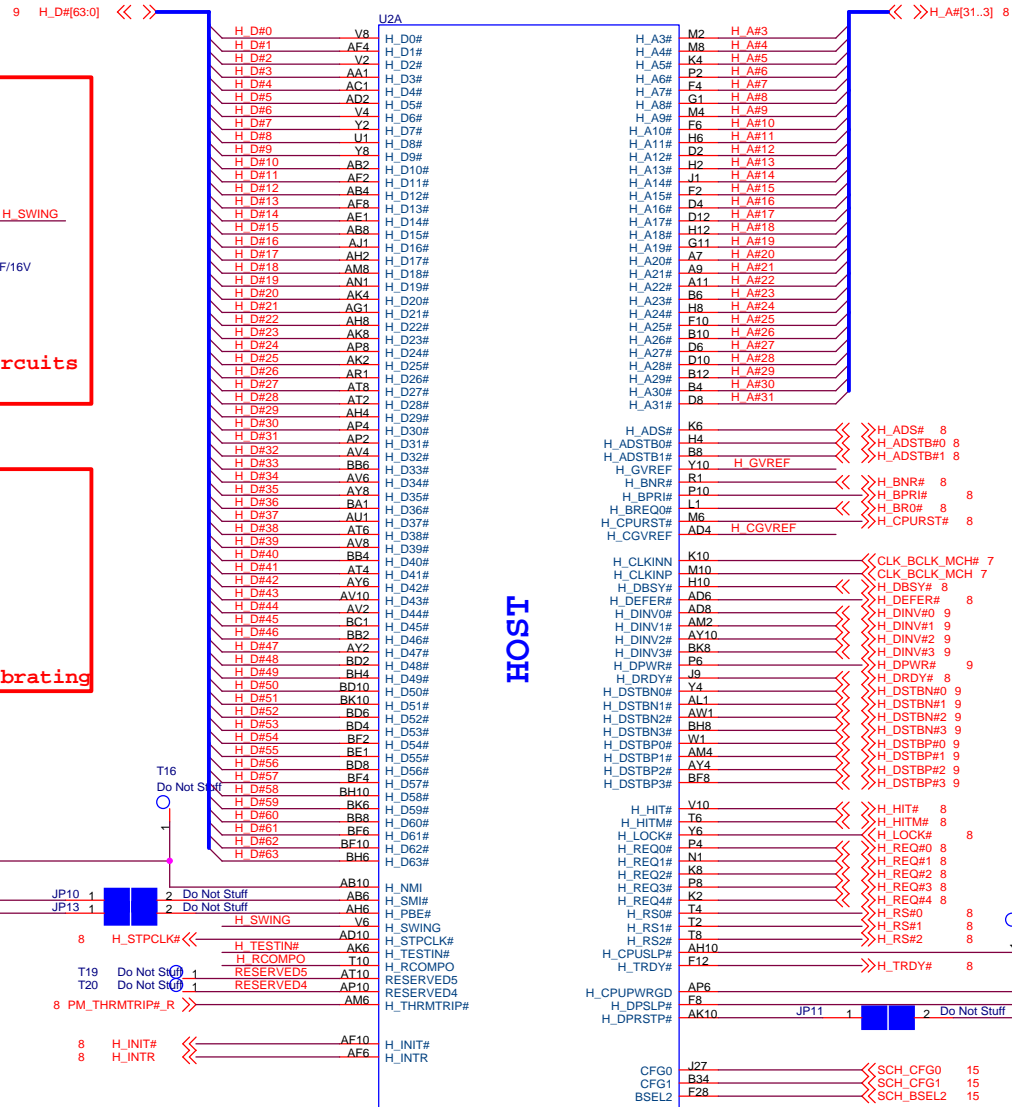 9 H_D#[63:0]
U2A
H_A#[31..3] 8
H_D#0 V8 H_D0#
H_D#1 AF4 H_D1#
H_D#2 V2 H_D2#
H_D#3 AA1 H_D3#
H_D#4 AC1 H_D4#
H_D#5 AD2 H_D5#
H_D#6 V4 H_D6#
H_D#7 Y2 H_D7#
H_D#8 U1 H_D8#
H_D#9 Y8 H_D9#
H_D#10 AB2 H_D10#
H_D#11 AF2 H_D11#
H_D#12 AB4 H_D12#
H_D#13 AF8 H_D13#
H_D#14 AE1 H_D14#
H_D#15 AB8 H_D15#
H_D#16 AJ1 H_D16#
H_D#17 AH2 H_D17#
H_D#18 AM8 H_D18#
H_D#19 AN1 H_D19#
H_D#20 AK4 H_D20#
H_D#21 AG1 H_D21#
H_D#22 AH8 H_D22#
H_D#23 AK8 H_D23#
H_D#24 AP8 H_D24#
H_D#25 AK2 H_D25#
H_D#26 AR1 H_D26#
H_D#27 AT8 H_D27#
H_D#28 AT2 H_D28#
H_D#29 AH4 H_D29#
H_D#30 AP4 H_D30#
H_D#31 AP2 H_D31#
H_D#32 AV4 H_D32#
H_D#33 BB6 H_D33#
H_D#34 AV6 H_D34#
H_D#35 AY8 H_D35#
H_D#36 BA1 H_D36#
H_D#37 AU1 H_D37#
H_D#38 AT6 H_D38#
H_D#39 AV8 H_D39#
H_D#40 BB4 H_D40#
H_D#41 AT4 H_D41#
H_D#42 AY6 H_D42#
H_D#43 AV10 H_D43#
H_D#44 AV2 H_D44#
H_D#45 BC1 H_D45#
H_D#46 BB2 H_D46#
H_D#47 AY2 H_D47#
H_D#48 BD2 H_D48#
H_D#49 BH4 H_D49#
H_D#50 BD10 H_D50#
H_D#51 BK10 H_D51#
H_D#52 BD6 H_D52#
H_D#53 BD4 H_D53#
H_D#54 BF2 H_D54#
H_D#55 BE1 H_D55#
H_D#56 BD8 H_D56#
H_D#57 BF4 H_D57#
H_D#58 BH10 H_D58#
H_D#59 BK6 H_D59#
H_D#60 BB8 H_D60#
H_D#61 BF6 H_D61#
H_D#62 BF10 H_D62#
H_D#63 BH6 H_D63#
H_SWING
F/16V
rcuits
brating
T16
Do Not Stuff
1
AB10 H_NMI
JP10 1 2 Do Not Stuff AB6 H_SMI#
JP13 1 2 Do Not Stuff AH6 H_PBE#
H_SWING V6 H_SWING
8 H_STPCLK# AD10 H_STPCLK#
H_TESTIN# AK6 H_TESTIN#
H_RCOMPO T10 H_RCOMPO
T19 Do Not Stuff 1 RESERVED5 AT10 RESERVED5
T20 Do Not Stuff 1 RESERVED4 AP10 RESERVED4
8 PM_THRMTRIP#_R AM6 H_THRMTRIP#
8 H_INIT# AF10 H_INIT#
8 H_INTR AF6 H_INTR
HOST
H_A3# M2 H_A#3
H_A4# M8 H_A#4
H_A5# K4 H_A#5
H_A6# P2 H_A#6
H_A7# F4 H_A#7
H_A8# G1 H_A#8
H_A9# M4 H_A#9
H_A10# F6 H_A#10
H_A11# H6 H_A#11
H_A12# D2 H_A#12
H_A13# H2 H_A#13
H_A14# J1 H_A#14
H_A15# F2 H_A#15
H_A16# D4 H_A#16
H_A17# D12 H_A#17
H_A18# H12 H_A#18
H_A19# G11 H_A#19
H_A20# A7 H_A#20
H_A21# A9 H_A#21
H_A22# A11 H_A#22
H_A23# B6 H_A#23
H_A24# H8 H_A#24
H_A25# F10 H_A#25
H_A26# B10 H_A#26
H_A27# D6 H_A#27
H_A28# D10 H_A#28
H_A29# B12 H_A#29
H_A30# B4 H_A#30
H_A31# D8 H_A#31
H_ADS# K6 H_ADS# 8
H_ADSTB0# H4 H_ADSTB#0 8
H_ADSTB1# B8 H_ADSTB#1 8
H_GVREF Y10 H_GVREF
H_BNR# R1 H_BNR# 8
H_BPRI# P10 H_BPRI# 8
H_BREQ0# L1 H_BR0# 8
H_CPURST# M6 H_CPURST# 8
H_CGVREF AD4 H_CGVREF
H_CLKINN K10 CLK_BCLK_MCH# 7
H_CLKINP M10 CLK_BCLK_MCH 7
H_DBSY# H10 H_DBSY# 8
H_DEFER# AD6 H_DEFER# 8
H_DINV0# AD8 H_DINV#0 9
H_DINV1# AM2 H_DINV#1 9
H_DINV2# AY10 H_DINV#2 9
H_DINV3# BK8 H_DINV#3 9
H_DPWR# P6 H_DPWR# 9
H_DRDY# J9 H_DRDY# 8
H_DSTBN0# Y4 H_DSTBN#0 9
H_DSTBN1# AL1 H_DSTBN#1 9
H_DSTBN2# AW1 H_DSTBN#2 9
H_DSTBN3# BH8 H_DSTBN#3 9
H_DSTBP0# W1 H_DSTBP#0 9
H_DSTBP1# AM4 H_DSTBP#1 9
H_DSTBP2# AY4 H_DSTBP#2 9
H_DSTBP3# BF8 H_DSTBP#3 9
H_HIT# V10 H_HIT# 8
H_HITM# T6 H_HITM# 8
H_LOCK# Y6 H_LOCK# 8
H_REQ0# P4 H_REQ#0 8
H_REQ1# N1 H_REQ#1 8
H_REQ2# K8 H_REQ#2 8
H_REQ3# P8 H_REQ#3 8
H_REQ4# K2 H_REQ#4 8
H_RS0# T4 H_RS#0 8
H_RS1# T2 H_RS#1 8
H_RS2# T8 H_RS#2 8
H_CPUSLP# AH10
H_TRDY# F12 H_TRDY# 8
H_CPUPWRGD AP6
H_DPSLP# F8
H_DPRSTP# AK10 JP11 1 2 Do Not Stuff
CFG0 J27 SCH_CFG0 15
CFG1 B34 SCH_CFG1 15
BSEL2 F28 SCH_BSEL2 15